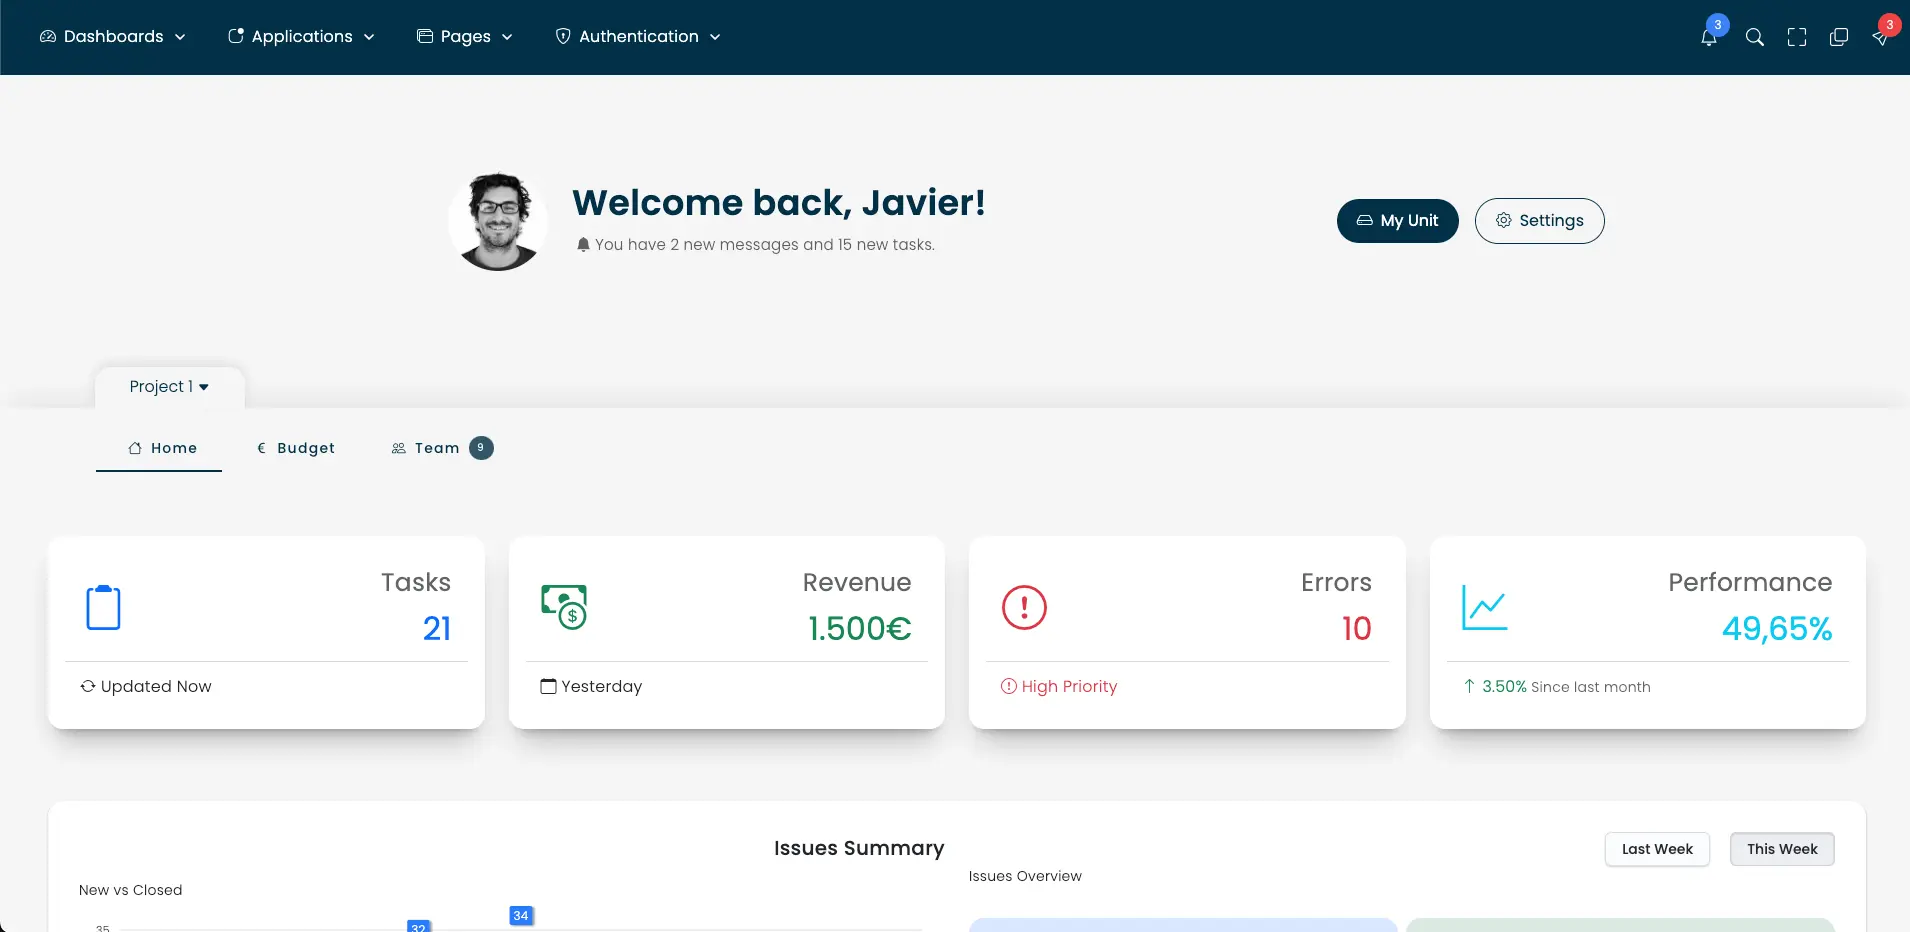 Dashboards
Applications
Pages
Authentication
3
3
Welcome back, Javier!
You have 2 new messages and 15 new tasks.
My Unit
Settings
Project 1
Home
€ Budget
Team 9
Tasks
21
Updated Now
Revenue
$
1.500€
Yesterday
Errors
10
High Priority
Performance
49,65%
3.50% Since last month
Issues Summary
Last Week
This Week
New vs Closed
Issues Overview
35
32
34